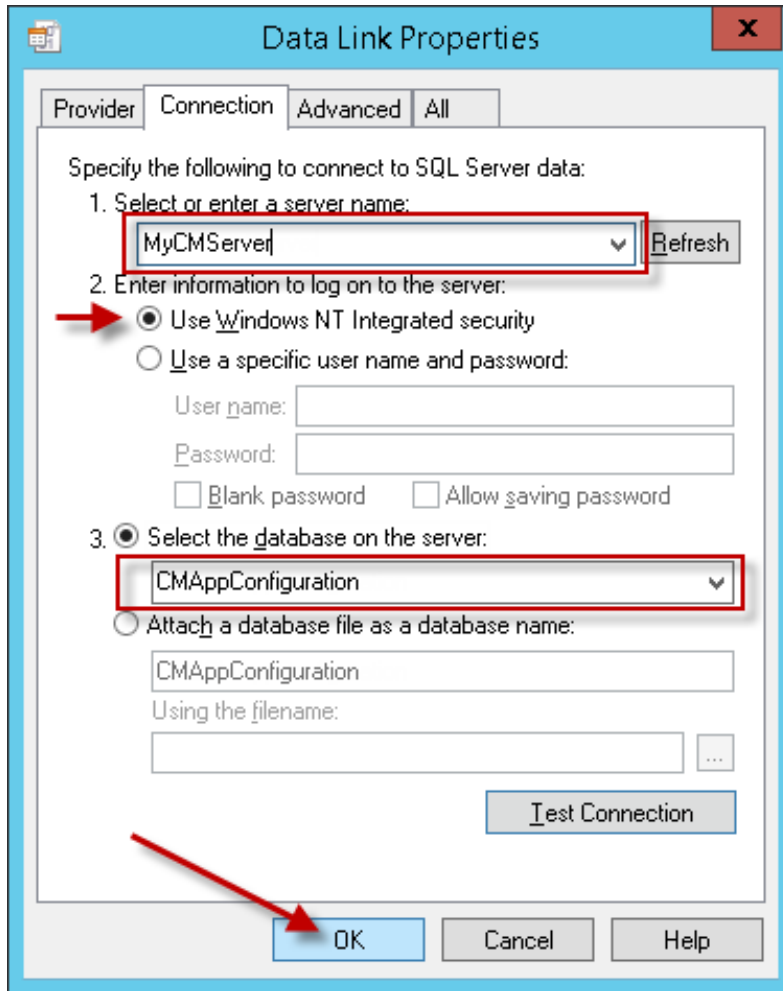 Data Link Properties
x
Provider Connection Advanced All
Specify the following to connect to SQL Server data:
1. Select or enter a server name:
MyCMServer Refresh
2. Enter information to log on to the server:
Use Windows NT Integrated security
Use a specific user name and password:
User name:
Password:
Blank password Allow saving password
3. Select the database on the server:
CMAppConfiguration
Attach a database file as a database name:
CMAppConfiguration
Using the filename:
...
Test Connection
OK Cancel Help